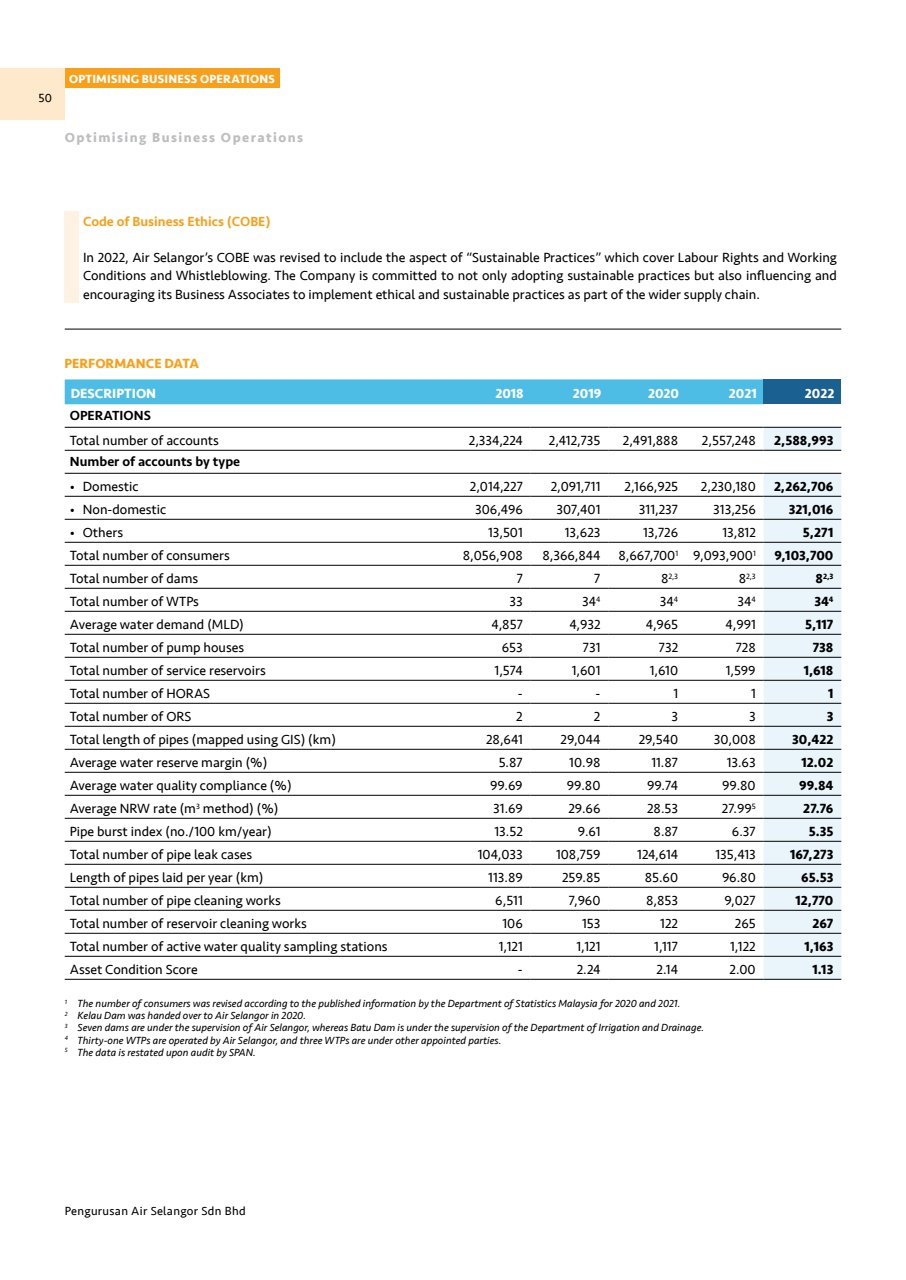 OPTIMISING BUSINESS OPERATIONS
50
Optimising Business Operations
Code of Business Ethics (COBE)
In 2022, Air Selangor’s COBE was revised to include the aspect of “Sustainable Practices” which cover Labour Rights and Working
Conditions and Whistleblowing. The Company is committed to not only adopting sustainable practices but also influencing and
encouraging its Business Associates to implement ethical and sustainable practices as part of the wider supply chain.
PERFORMANCE DATA
DESCRIPTION 2018 2019 2020 2021 2022
OPERATIONS
Total number of accounts 2,334,224 2,412,735 2,491,888 2,557,248 2,588,993
Number of accounts by type
• Domestic 2,014,227 2,091,711 2,166,925 2,230,180 2,262,706
• Non-domestic 306,496 307,401 311,237 313,256 321,016
• Others 13,501 13,623 13,726 13,812 5,271
Total number of consumers 8,056,908 8,366,844 8,667,700¹ 9,093,900¹ 9,103,700
Total number of dams 7 7 8²,³ 8²,³ 8²,³
Total number of WTPs 33 34⁴ 34⁴ 34⁴ 34⁴
Average water demand (MLD) 4,857 4,932 4,965 4,991 5,117
Total number of pump houses 653 731 732 728 738
Total number of service reservoirs 1,574 1,601 1,610 1,599 1,618
Total number of HORAS - - 1 1 1
Total number of ORS 2 2 3 3 3
Total length of pipes (mapped using GIS) (km) 28,641 29,044 29,540 30,008 30,422
Average water reserve margin (%) 5.87 10.98 11.87 13.63 12.02
Average water quality compliance (%) 99.69 99.80 99.74 99.80 99.84
Average NRW rate (m³ method) (%) 31.69 29.66 28.53 27.99⁵ 27.76
Pipe burst index (no./100 km/year) 13.52 9.61 8.87 6.37 5.35
Total number of pipe leak cases 104,033 108,759 124,614 135,413 167,273
Length of pipes laid per year (km) 113.89 259.85 85.60 96.80 65.53
Total number of pipe cleaning works 6,511 7,960 8,853 9,027 12,770
Total number of reservoir cleaning works 106 153 122 265 267
Total number of active water quality sampling stations 1,121 1,121 1,117 1,122 1,163
Asset Condition Score - 2.24 2.14 2.00 1.13
¹ The number of consumers was revised according to the published information by the Department of Statistics Malaysia for 2020 and 2021.
² Kelau Dam was handed over to Air Selangor in 2020.
³ Seven dams are under the supervision of Air Selangor, whereas Batu Dam is under the supervision of the Department of Irrigation and Drainage.
⁴ Thirty-one WTPs are operated by Air Selangor, and three WTPs are under other appointed parties.
⁵ The data is restated upon audit by SPAN.
Pengurusan Air Selangor Sdn Bhd